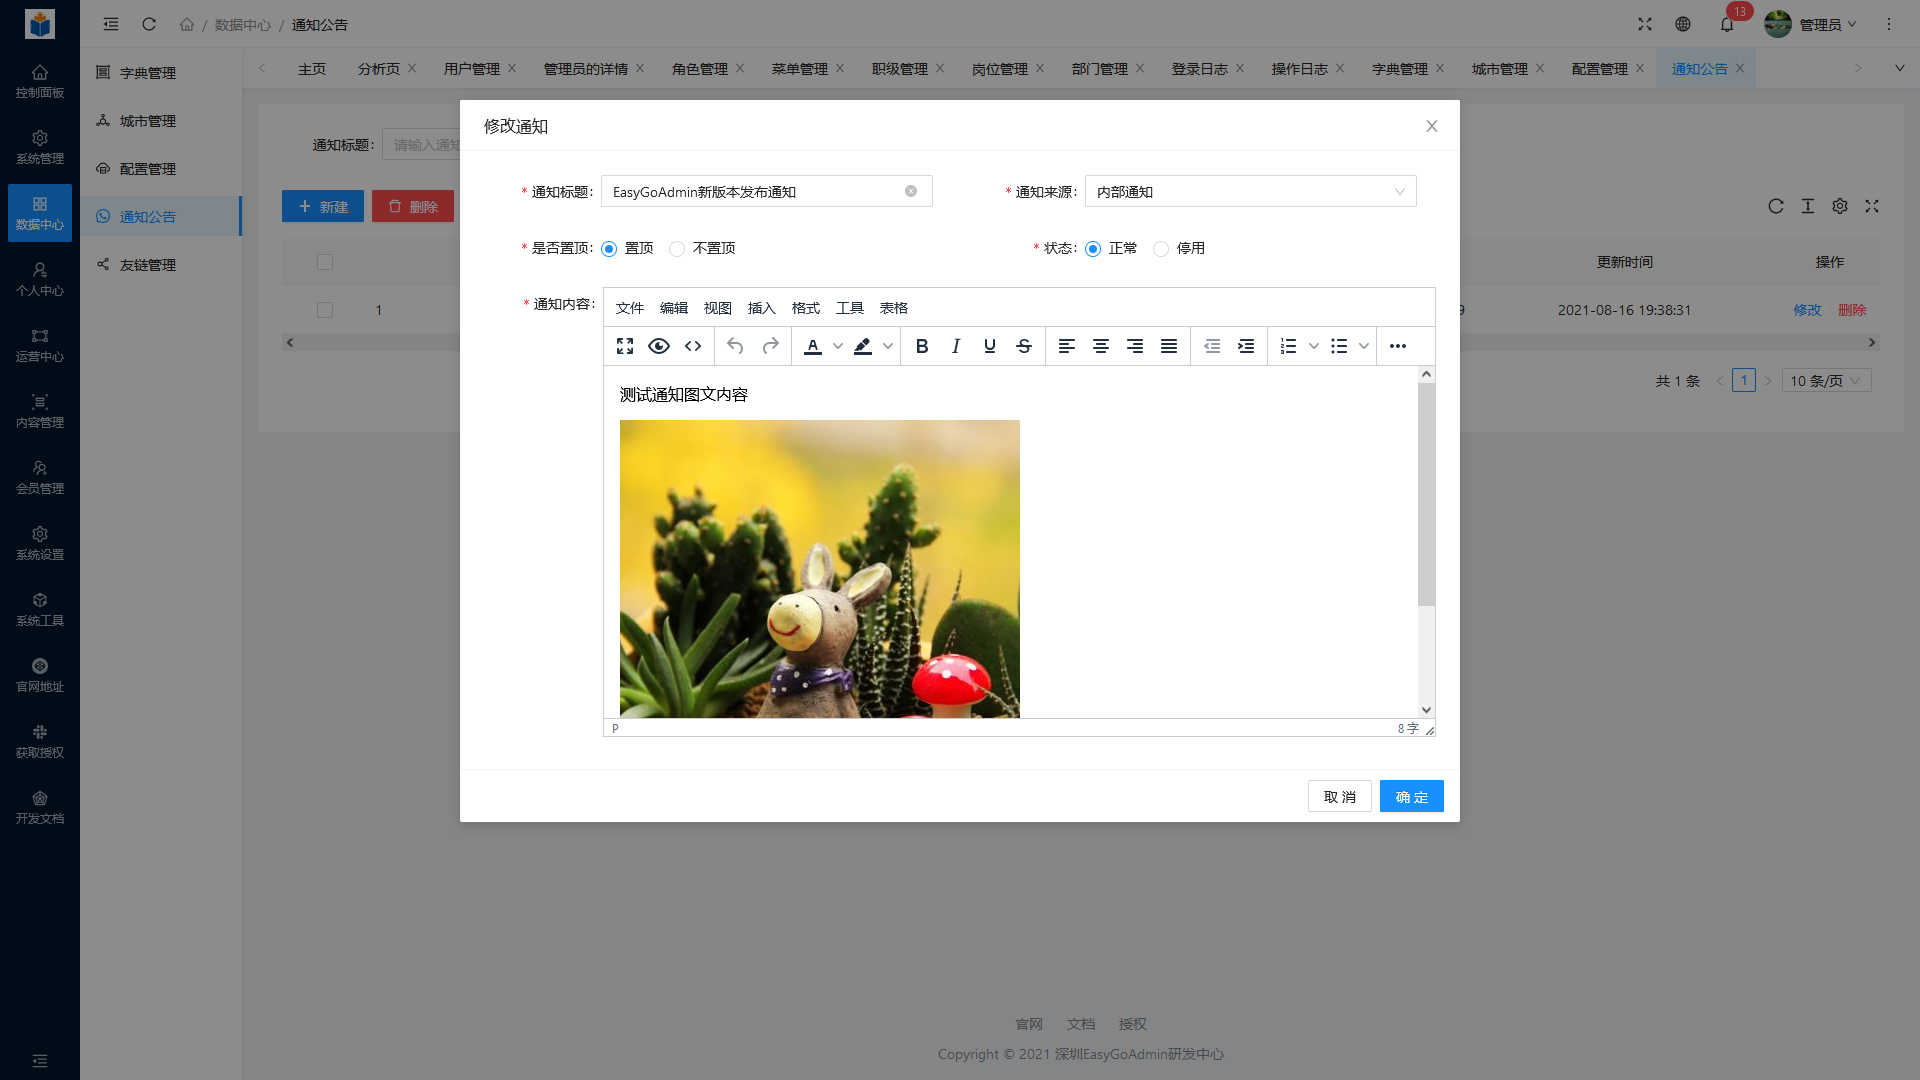 数据中心 / 通知公告
13
管理员
控制面板
系统管理
数据中心
个人中心
运营中心
内容管理
会员管理
系统设置
系统工具
官网地址
获取授权
开发文档
字典管理
城市管理
配置管理
通知公告
友链管理
主页 分析页 用户管理 管理员的详情 角色管理 菜单管理 职级管理 岗位管理 部门管理 登录日志 操作日志 字典管理 城市管理 配置管理 通知公告
通知标题: 请输入通知
新建 删除
更新时间 操作
1 9 2021-08-16 19:38:31 修改 删除
共 1 条 1 10 条/页
修改通知
* 通知标题: EasyGoAdmin新版本发布通知
* 通知来源: 内部通知
* 是否置顶: 置顶 不置顶
* 状态: 正常 停用
* 通知内容:
文件 编辑 视图 插入 格式 工具 表格
测试通知图文内容
P 8 字
取 消 确 定
官网 文档 授权
Copyright © 2021 深圳EasyGoAdmin研发中心